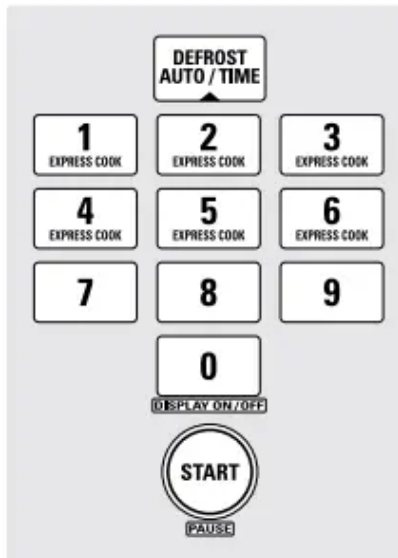 DEFROST
AUTO / TIME
1 2 3
EXPRESS COOK EXPRESS COOK EXPRESS COOK
4 5 6
EXPRESS COOK EXPRESS COOK EXPRESS COOK
7 8 9
0
DISPLAY ON/OFF
START
PAUSE